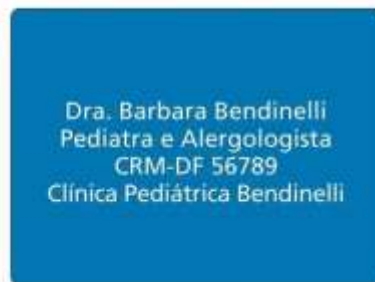 Dra. Barbara Bendinelli
Pediatra e Alergologista
CRM-DF 56789
Clínica Pediátrica Bendinelli